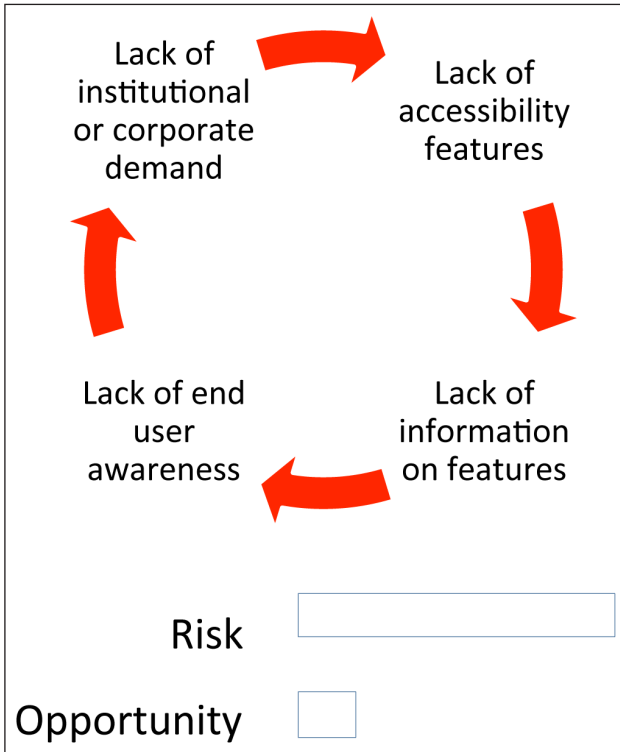 Lack of
institutional
or corporate
demand
Lack of
accessibility
features
Lack of end
user
awareness
Lack of
information
on features
Risk
Opportunity